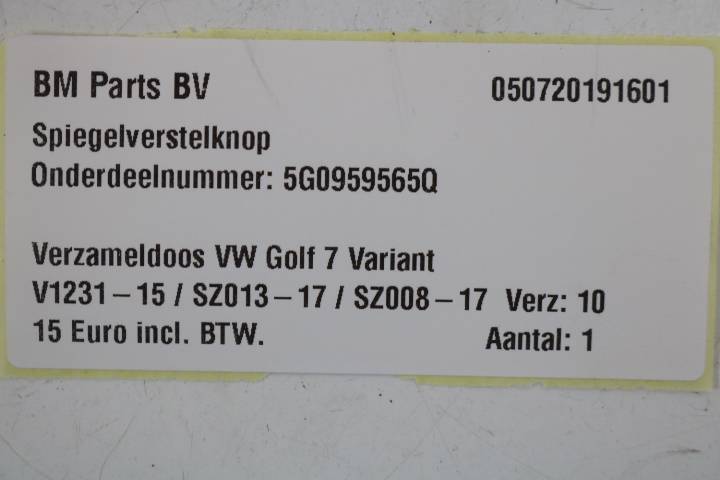 BM Parts BV 050720191601
Spiegelverstelknop
Onderdeelnummer: 5G0959565Q
Verzameldoos VW Golf 7 Variant
V1231-15 / SZ013-17 / SZ008-17 Verz: 10
15 Euro incl. BTW. Aantal: 1